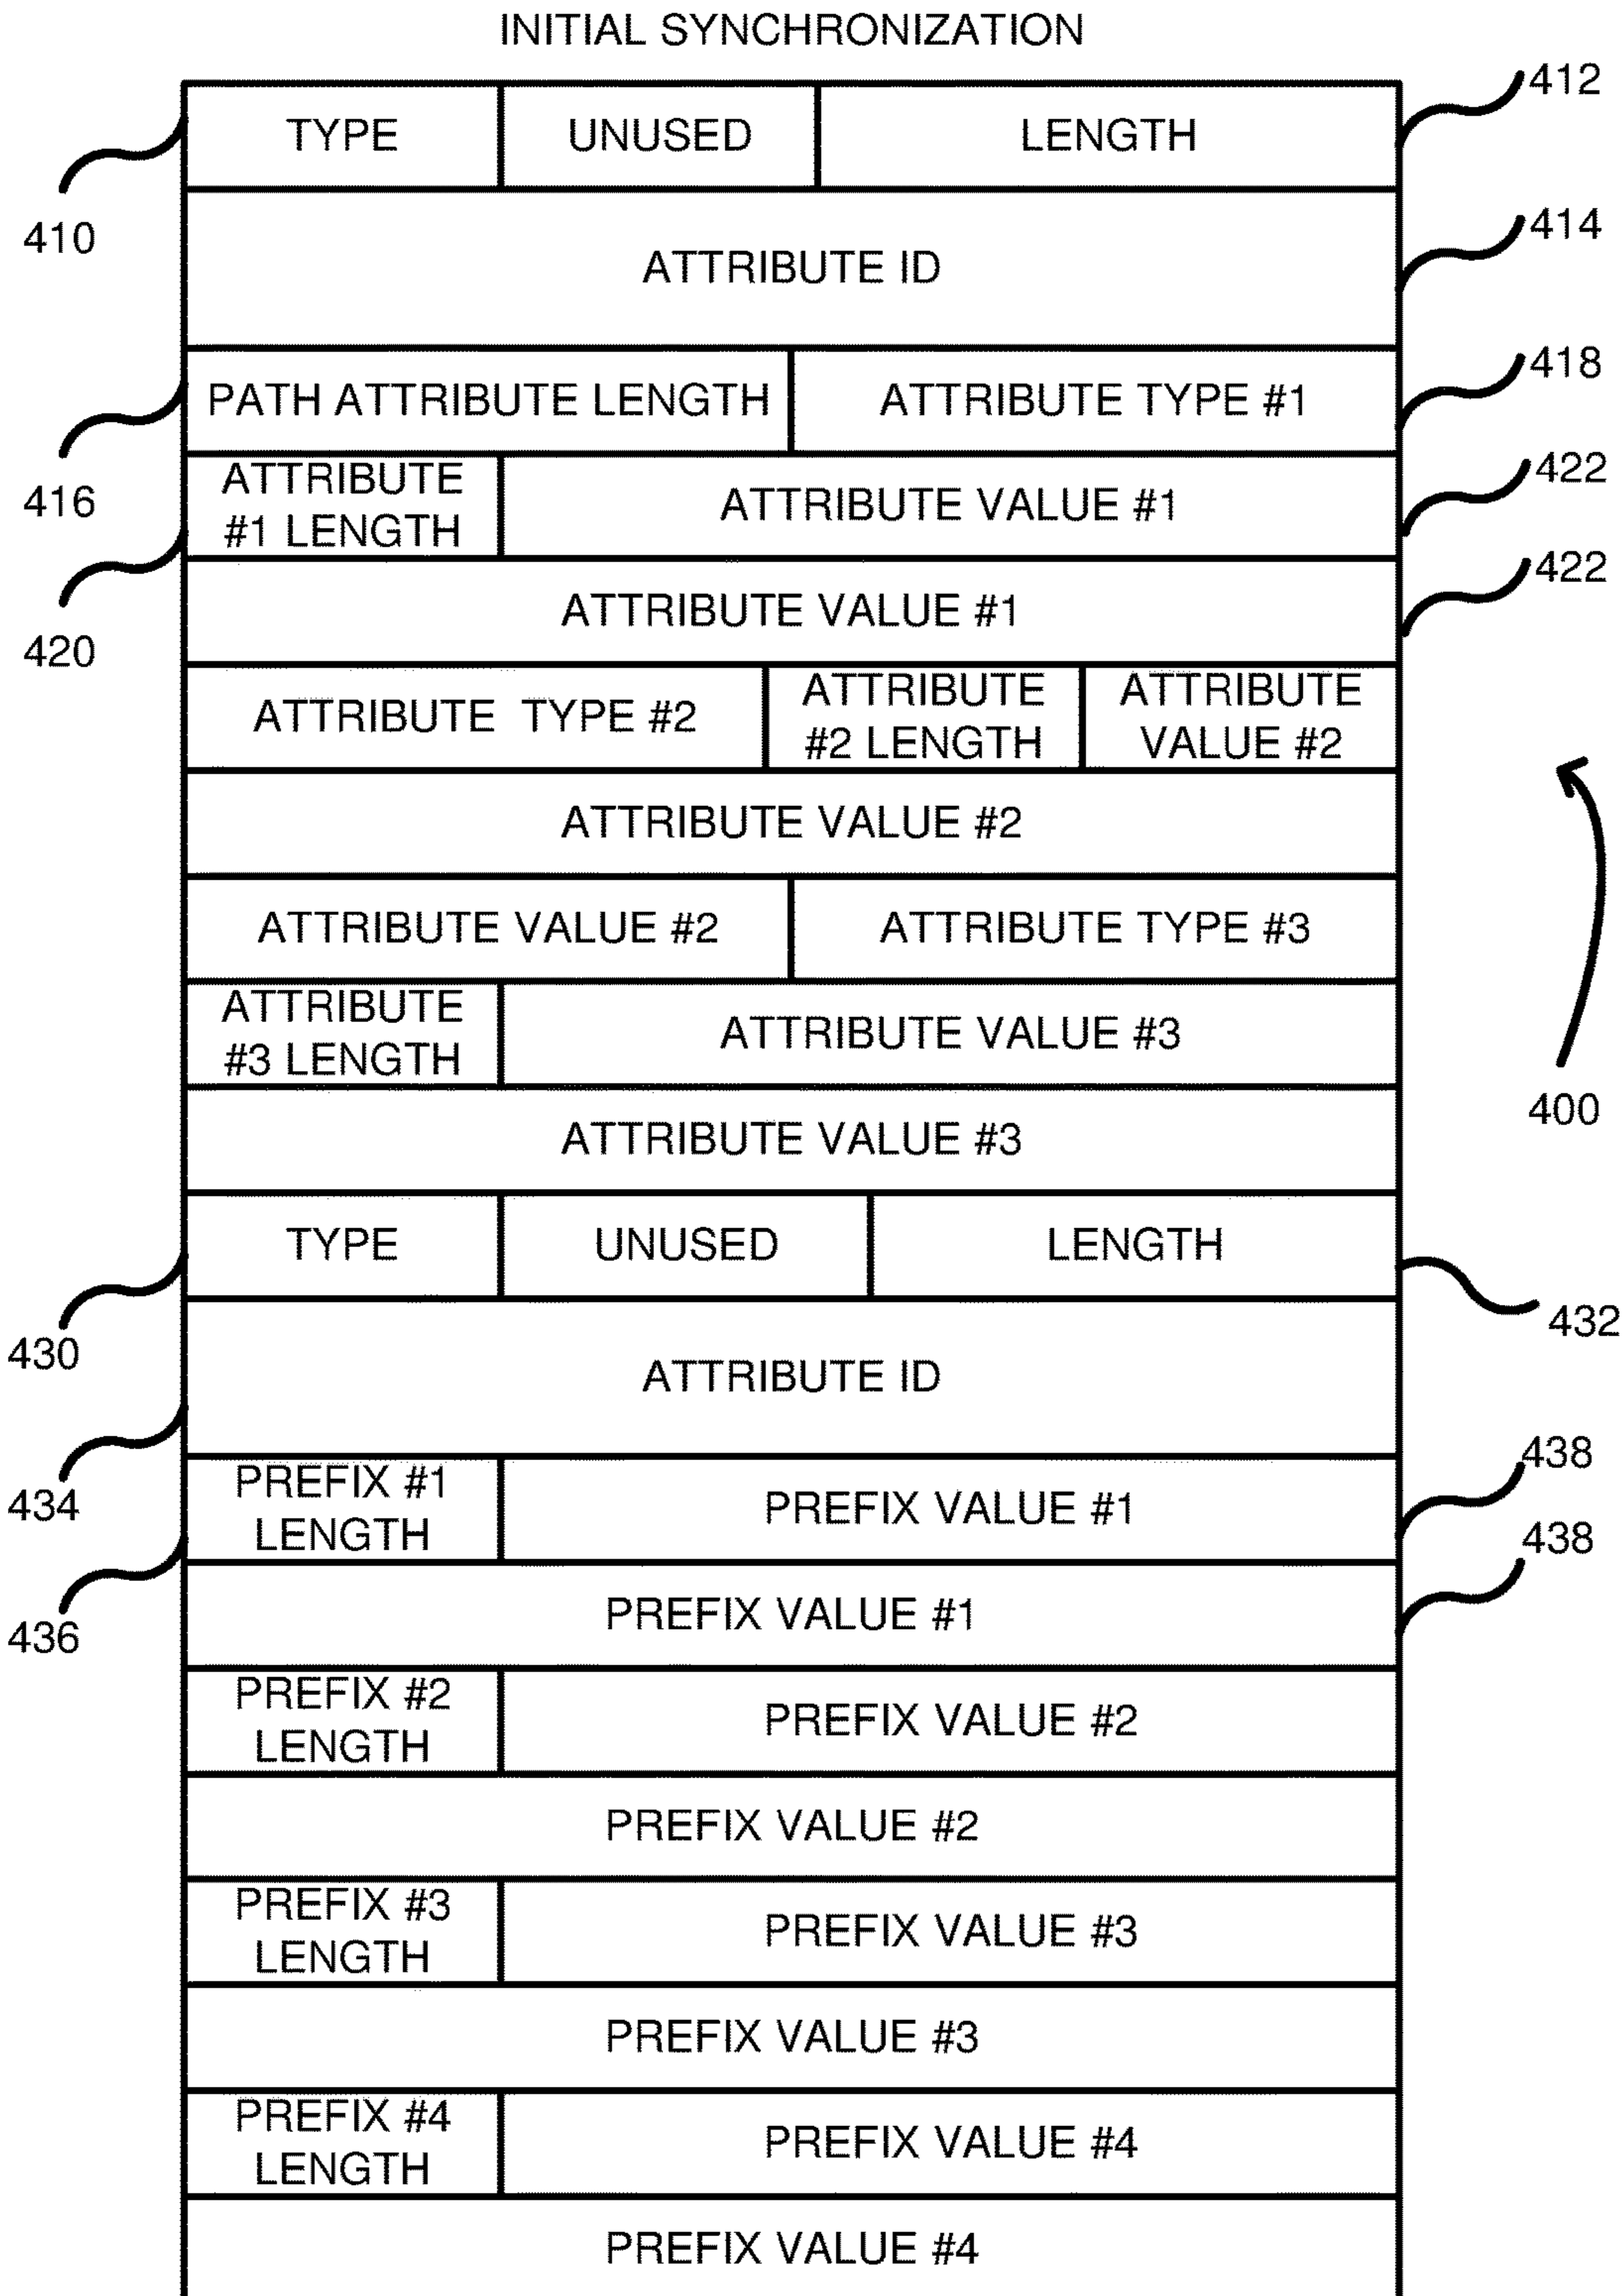 INITIAL SYNCHRONIZATION
412
TYPE UNUSED LENGTH
410
414
ATTRIBUTE ID
418
PATH ATTRIBUTE LENGTH ATTRIBUTE TYPE #1
416
422
ATTRIBUTE
#1 LENGTH
ATTRIBUTE VALUE #1
420
422
ATTRIBUTE VALUE #1
ATTRIBUTE TYPE #2
ATTRIBUTE
#2 LENGTH
ATTRIBUTE
VALUE #2
ATTRIBUTE VALUE #2
ATTRIBUTE VALUE #2 ATTRIBUTE TYPE #3
ATTRIBUTE
#3 LENGTH
ATTRIBUTE VALUE #3
400
ATTRIBUTE VALUE #3
TYPE UNUSED LENGTH
430
432
ATTRIBUTE ID
434
438
PREFIX #1
LENGTH
PREFIX VALUE #1
436
438
PREFIX VALUE #1
PREFIX #2
LENGTH
PREFIX VALUE #2
PREFIX VALUE #2
PREFIX #3
LENGTH
PREFIX VALUE #3
PREFIX VALUE #3
PREFIX #4
LENGTH
PREFIX VALUE #4
PREFIX VALUE #4